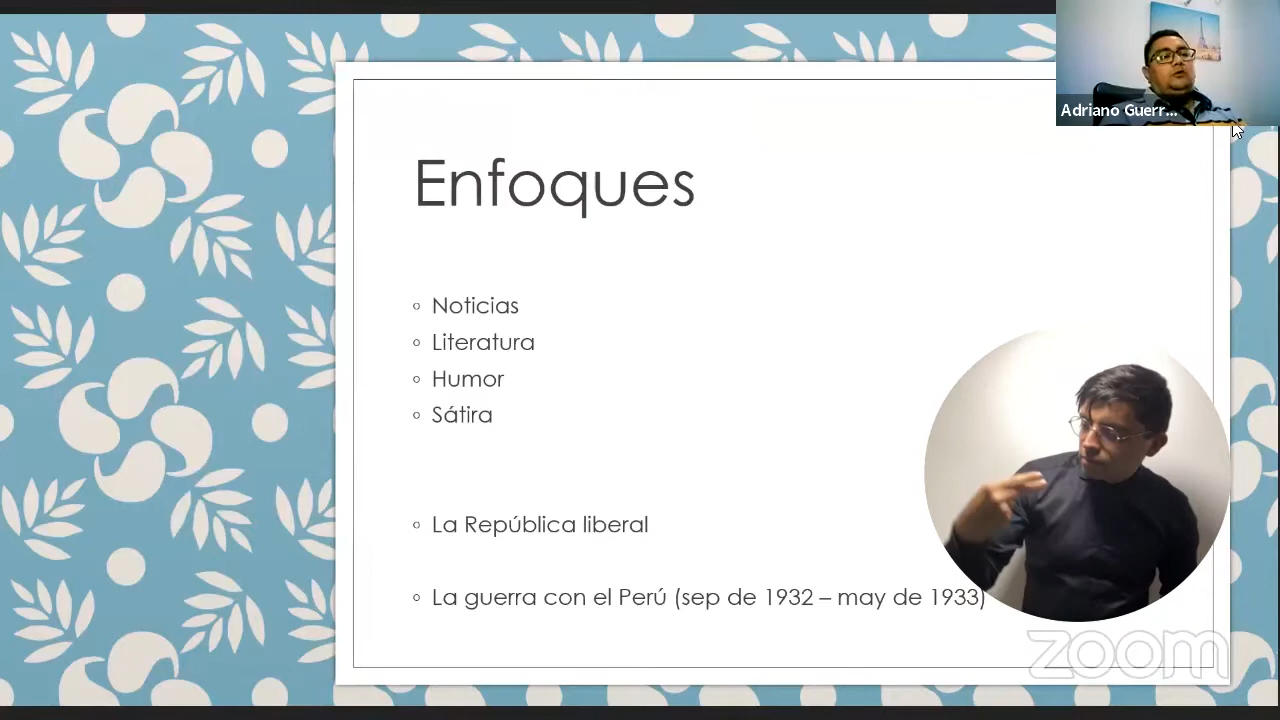 Adriano Guerr...
Enfoques
Noticias
Literatura
Humor
Sátira
La República liberal
La guerra con el Perú (sep de 1932 – may de 1933)
zoom